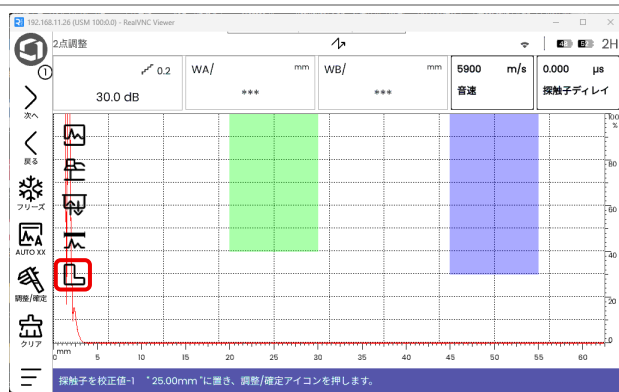 192.168.11.26 (USM 100:0.0) - RealVNC Viewer
2点調整
2H
1
0.2
30.0 dB
WA/ mm
***
WB/ mm
***
5900 m/s
音速
0.000 µs
探触子ディレイ
次へ
戻る
フリーズ
AUTO XX
調整/確定
クリア
100
%
80
60
40
20
0
mm
5 10 15 20 25 30 35 40 45 50 55 60
探触子を校正値-1 "25.00mm "に置き、調整/確定アイコンを押します。